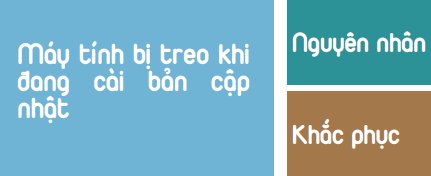 Máy tính bị treo khi
đang cài bản cập
nhật
Nguyên nhân
Khắc phục